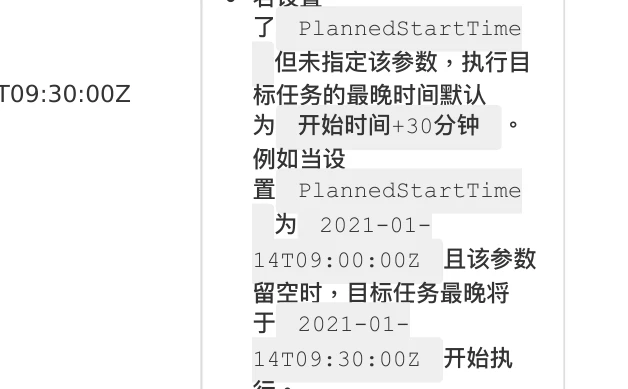 若设置
了 PlannedStartTime
但未指定该参数，执行目
标任务的最晚时间默认
为 开始时间+30分钟 。
例如当设
置 PlannedStartTime
为 2021-01-
14T09:00:00Z 且该参数
留空时，目标任务最晚将
于 2021-01-
14T09:30:00Z 开始执
行。
T09:30:00Z